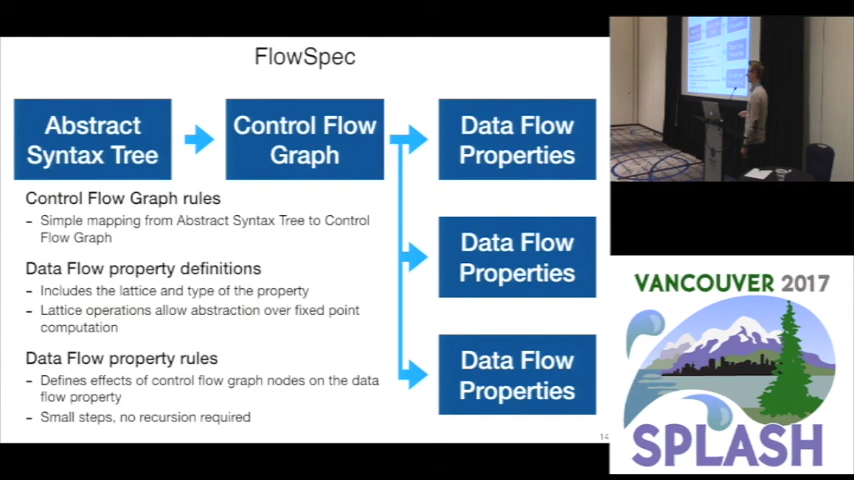 FlowSpec
Abstract
Syntax Tree
Control Flow
Graph
Data Flow
Properties
Control Flow Graph rules
- Simple mapping from Abstract Syntax Tree to Control
Flow Graph
Data Flow property definitions
- Includes the lattice and type of the property
- Lattice operations allow abstraction over fixed point
computation
Data Flow property rules
- Defines effects of control flow graph nodes on the data
flow property
- Small steps, no recursion required
Data Flow
Properties
Data Flow
Properties
14
VANCOUVER 2017
SPLASH